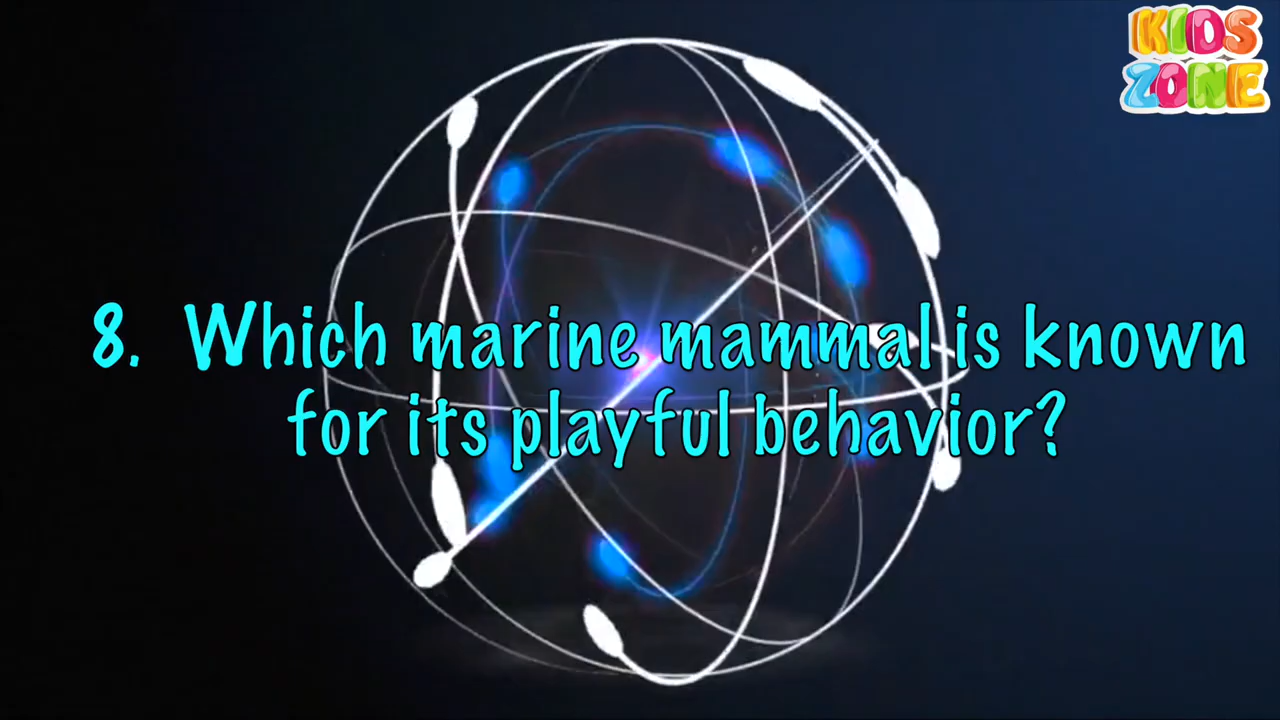 KIDS
ZONE
8. Which marine mammal is known
for its playful behavior?